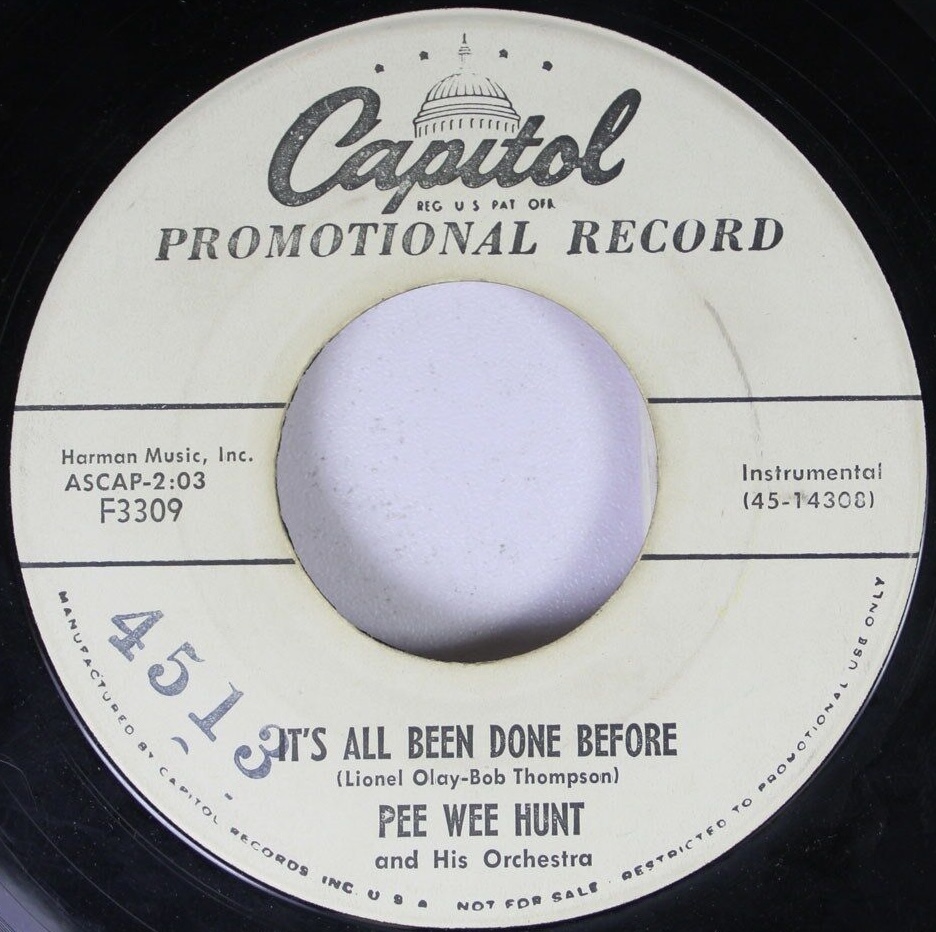 Capitol
REG U S PAT OFF
PROMOTIONAL RECORD
Harman Music, Inc.
ASCAP-2:03
F3309
Instrumental
(45-14308)
4513
IT'S ALL BEEN DONE BEFORE
(Lionel Olay-Bob Thompson)
PEE WEE HUNT
and His Orchestra
MANUFACTURED BY CAPITOL RECORDS INC. U S A NOT FOR SALE · RESTRICTED TO PROMOTIONAL USE ONLY